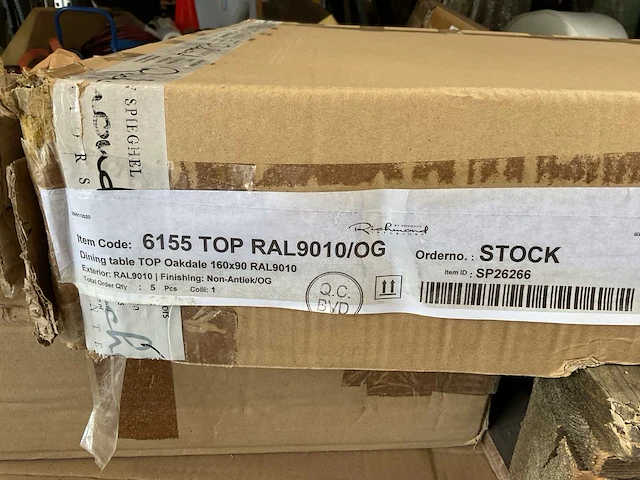 SPIEGHEL
Richmond
Item Code: 6155 TOP RAL9010/OG
Dining table TOP Oakdale 160x90 RAL9010
Exterior: RAL9010 | Finishing: Non-Antiek/OG
Total Order Qty : 5 Pcs Colli: 1
Q.C.
BVD
Orderno. : STOCK
Item ID : SP26266